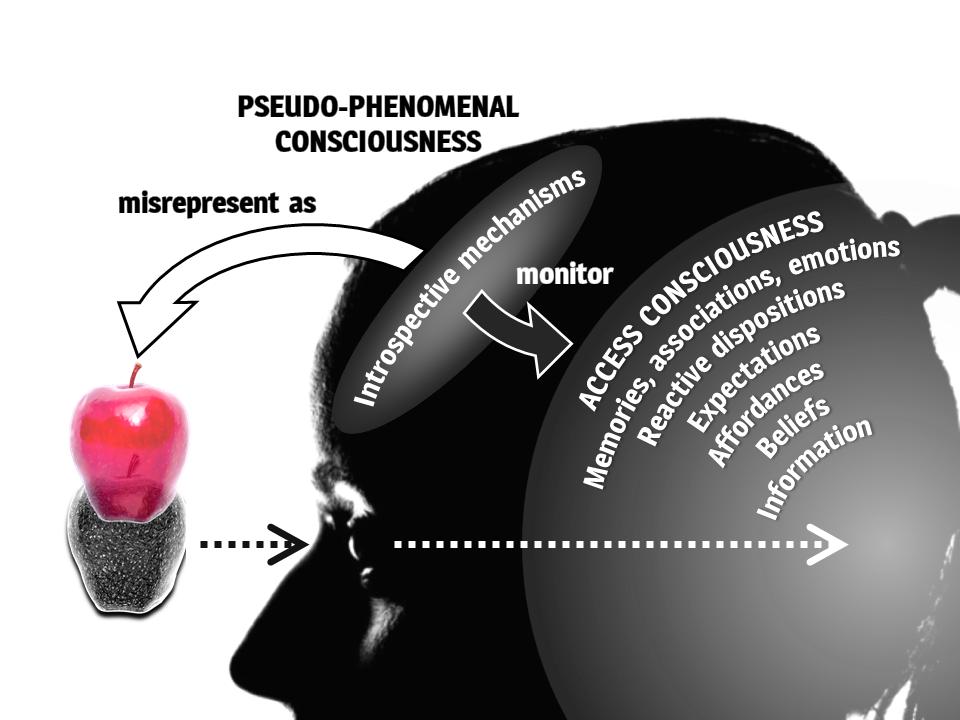 PSEUDO-PHENOMENAL
CONSCIOUSNESS
misrepresent as
Introspective mechanisms
monitor
ACCESS CONSCIOUSNESS
Memories, associations, emotions
Reactive dispositions
Expectations
Affordances
Beliefs
Information